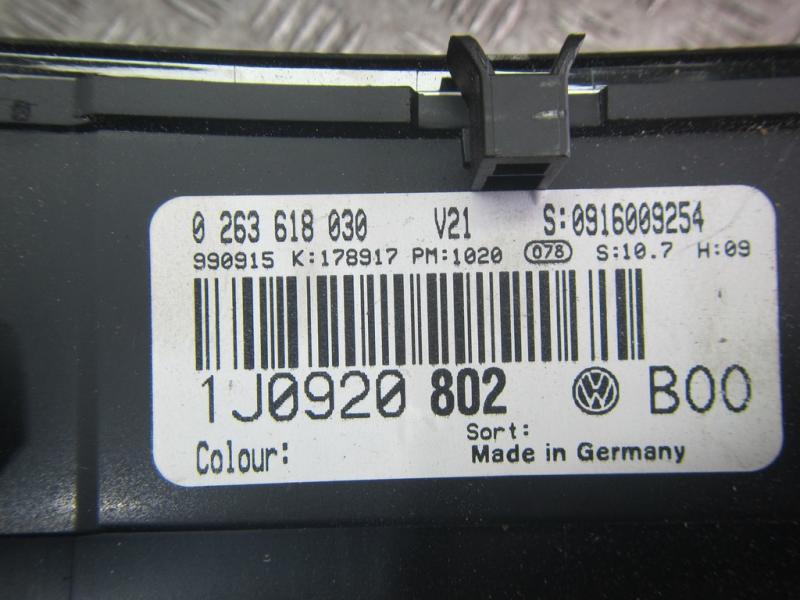 0 263 618 030 V21 S:0916009254
990915 K:178917 PM:1020 078 S:10.7 H:09
1J0920 802 VW B00
Sort:
Colour: Made in Germany